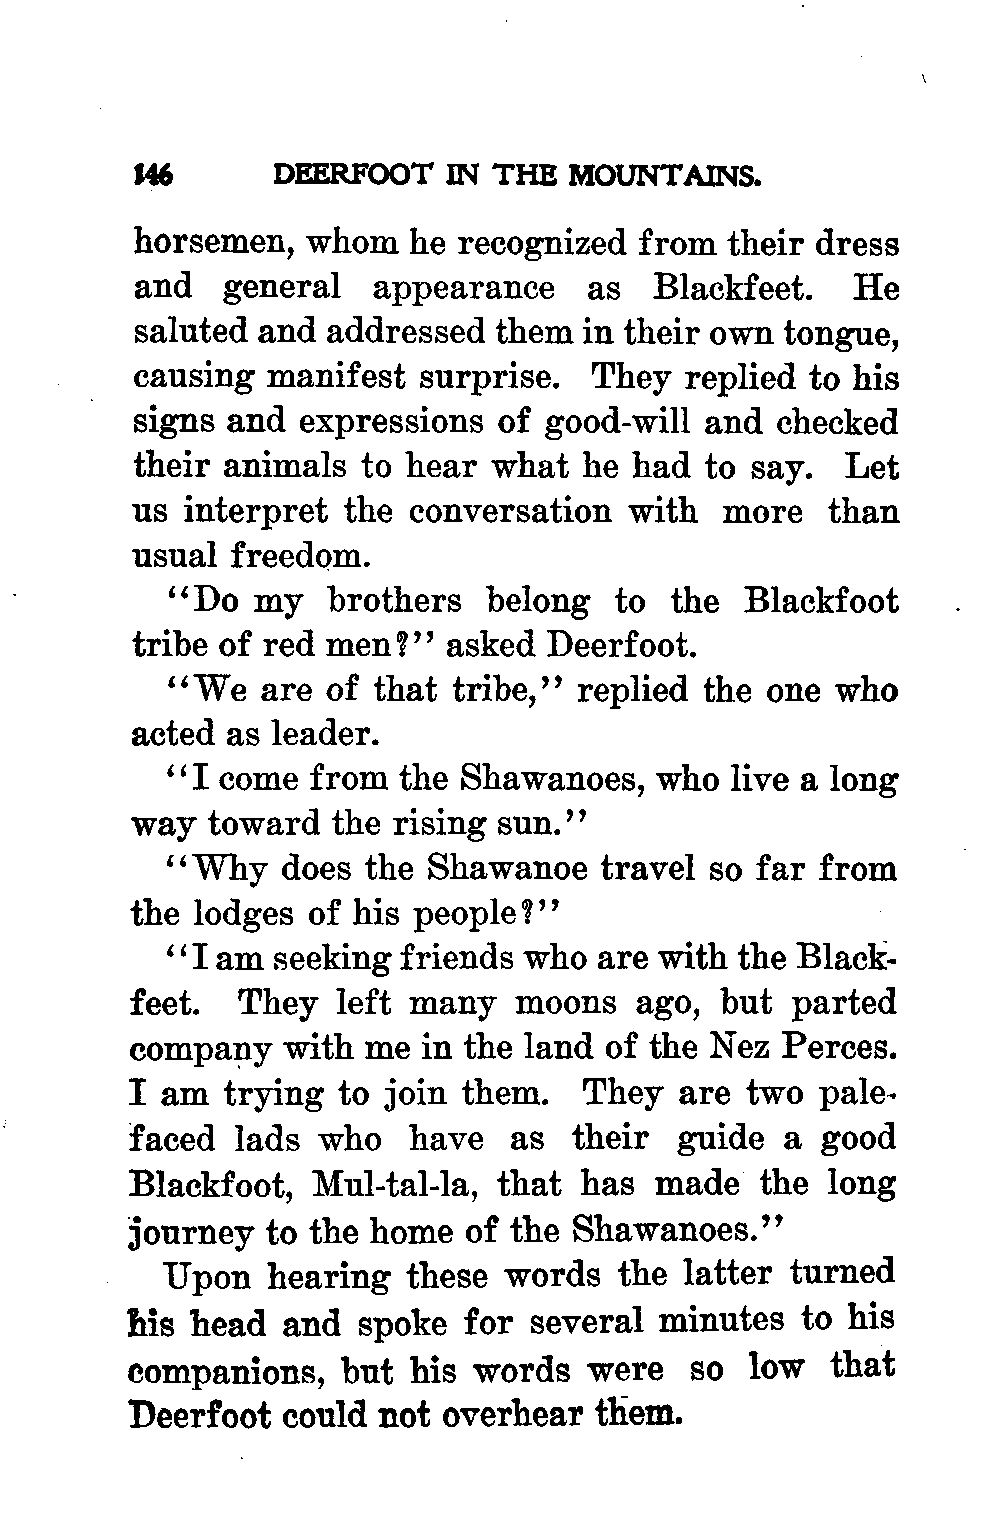 146 DEERFOOT IN THE MOUNTAINS.
horsemen, whom he recognized from their dress
and general appearance as Blackfeet. He
saluted and addressed them in their own tongue,
causing manifest surprise. They replied to his
signs and expressions of good-will and checked
their animals to hear what he had to say. Let
us interpret the conversation with more than
usual freedom.
“Do my brothers belong to the Blackfoot
tribe of red men?” asked Deerfoot.
“We are of that tribe,” replied the one who
acted as leader.
“I come from the Shawanoes, who live a long
way toward the rising sun.”
“Why does the Shawanoe travel so far from
the lodges of his people?”
“I am seeking friends who are with the Black-
feet. They left many moons ago, but parted
company with me in the land of the Nez Perces.
I am trying to join them. They are two pale-
faced lads who have as their guide a good
Blackfoot, Mul-tal-la, that has made the long
journey to the home of the Shawanoes.”
Upon hearing these words the latter turned
his head and spoke for several minutes to his
companions, but his words were so low that
Deerfoot could not overhear them.